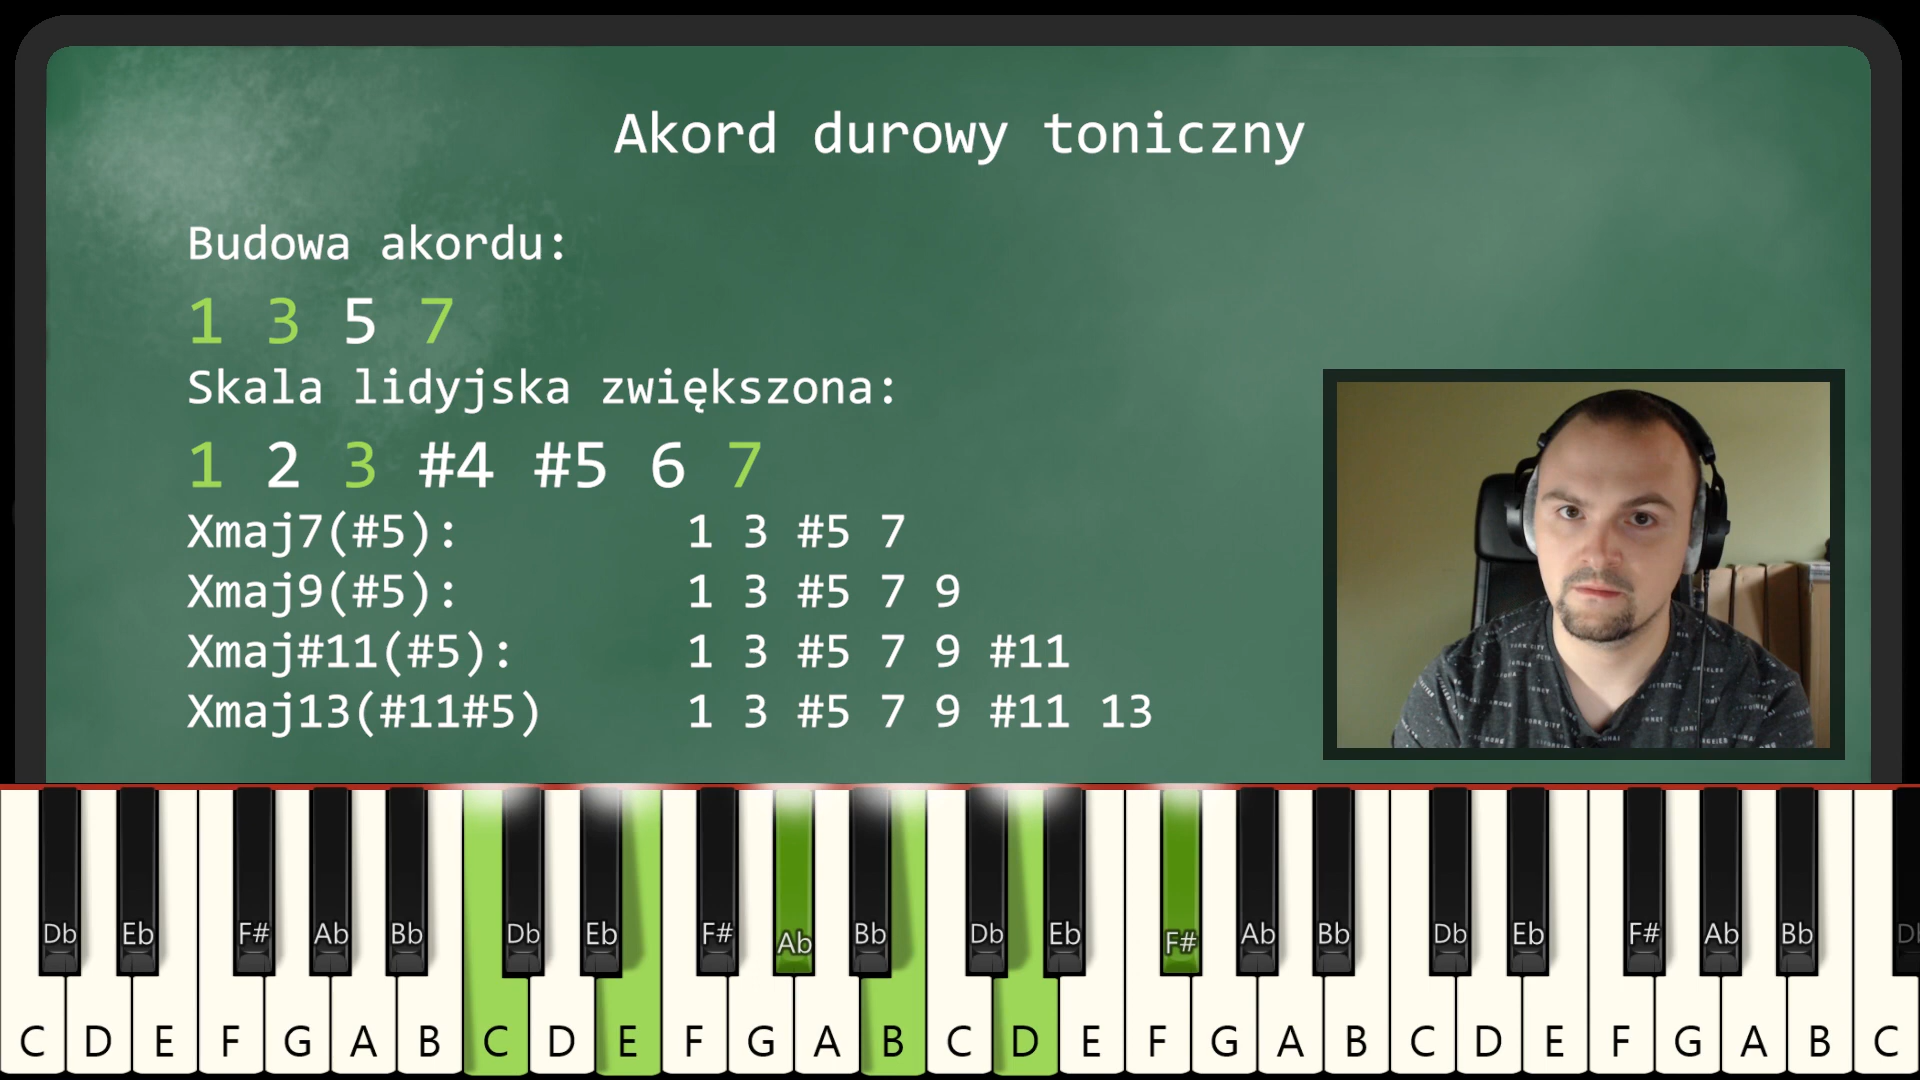 Akord durowy toniczny
Budowa akordu:
1 3 5 7
Skala lidyjska zwiększona:
1 2 3 #4 #5 6 7
Xmaj7(#5): 1 3 #5 7
Xmaj9(#5): 1 3 #5 7 9
Xmaj#11(#5): 1 3 #5 7 9 #11
Xmaj13(#11#5) 1 3 #5 7 9 #11 13
Db Eb F# Ab Bb Db Eb F# Ab Bb Db Eb F# Ab Bb Db Eb F# Ab Bb
C D E F G A B C D E F G A B C D E F G A B C D E F G A B C